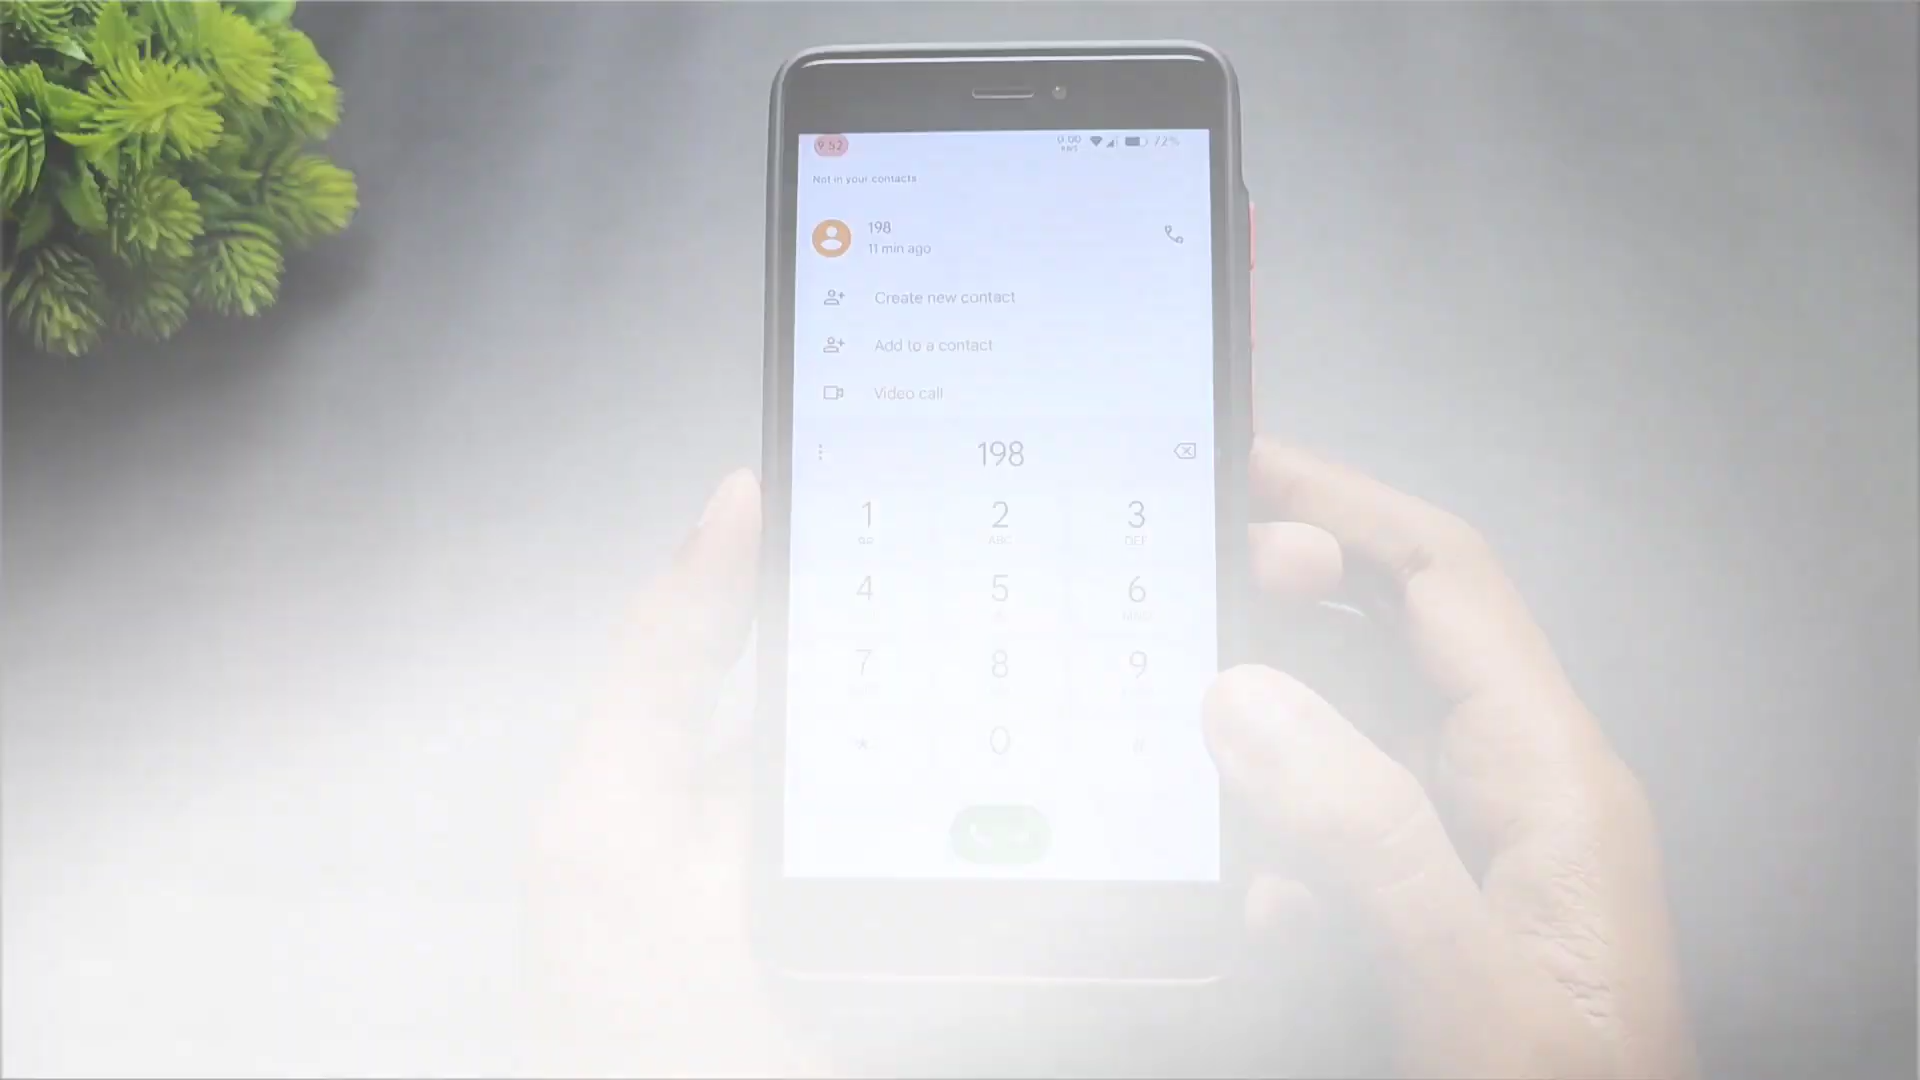 9:52 0.00 72%
KB/S
Not in your contacts
198
11 min ago
Create new contact
Add to a contact
Video call
198
1 2 3
ABC DEF
4 5 6
MNO
7 8 9
* 0 #